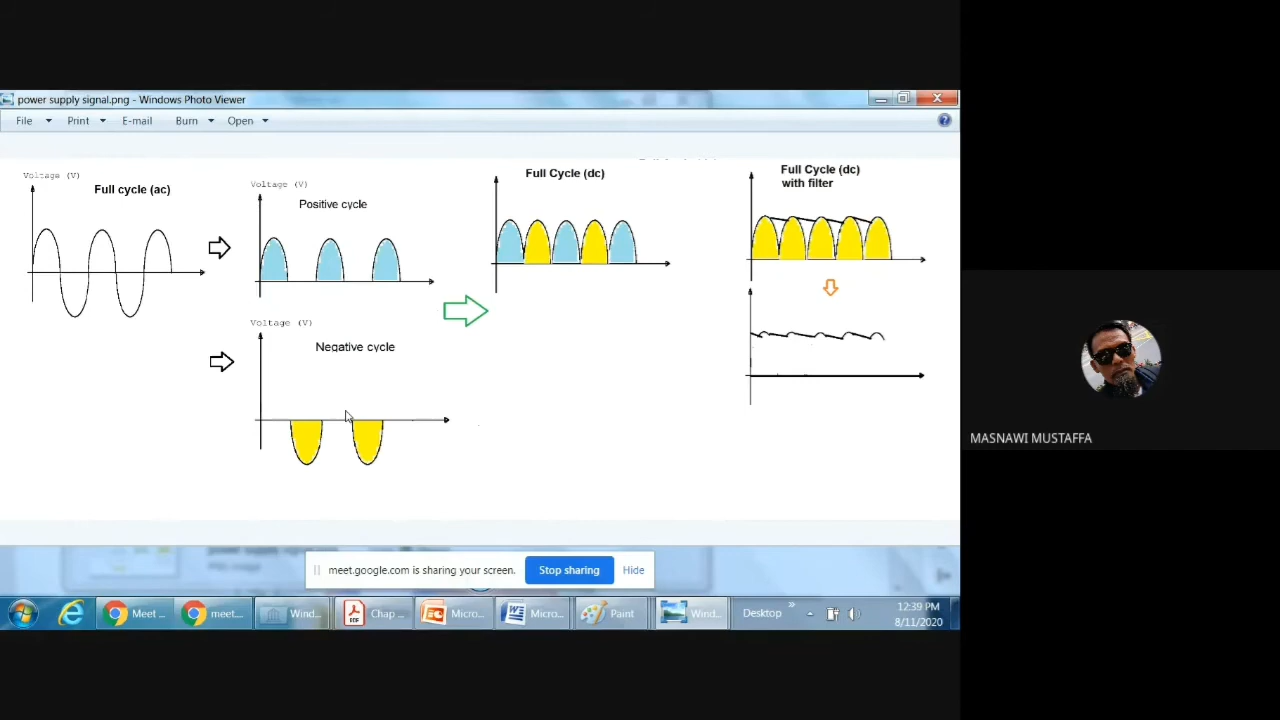 power supply signal.png - Windows Photo Viewer
File Print E-mail Burn Open
Voltage (V)
Full cycle (ac)
Voltage (V)
Positive cycle
Full Cycle (dc)
Full Cycle (dc)
with filter
Voltage (V)
Negative cycle
MASNAWI MUSTAFFA
meet.google.com is sharing your screen. Stop sharing Hide
Meet ... meet... Wind... Chap ... Micro... Micro... Paint Wind... Desktop
12:39 PM
8/11/2020